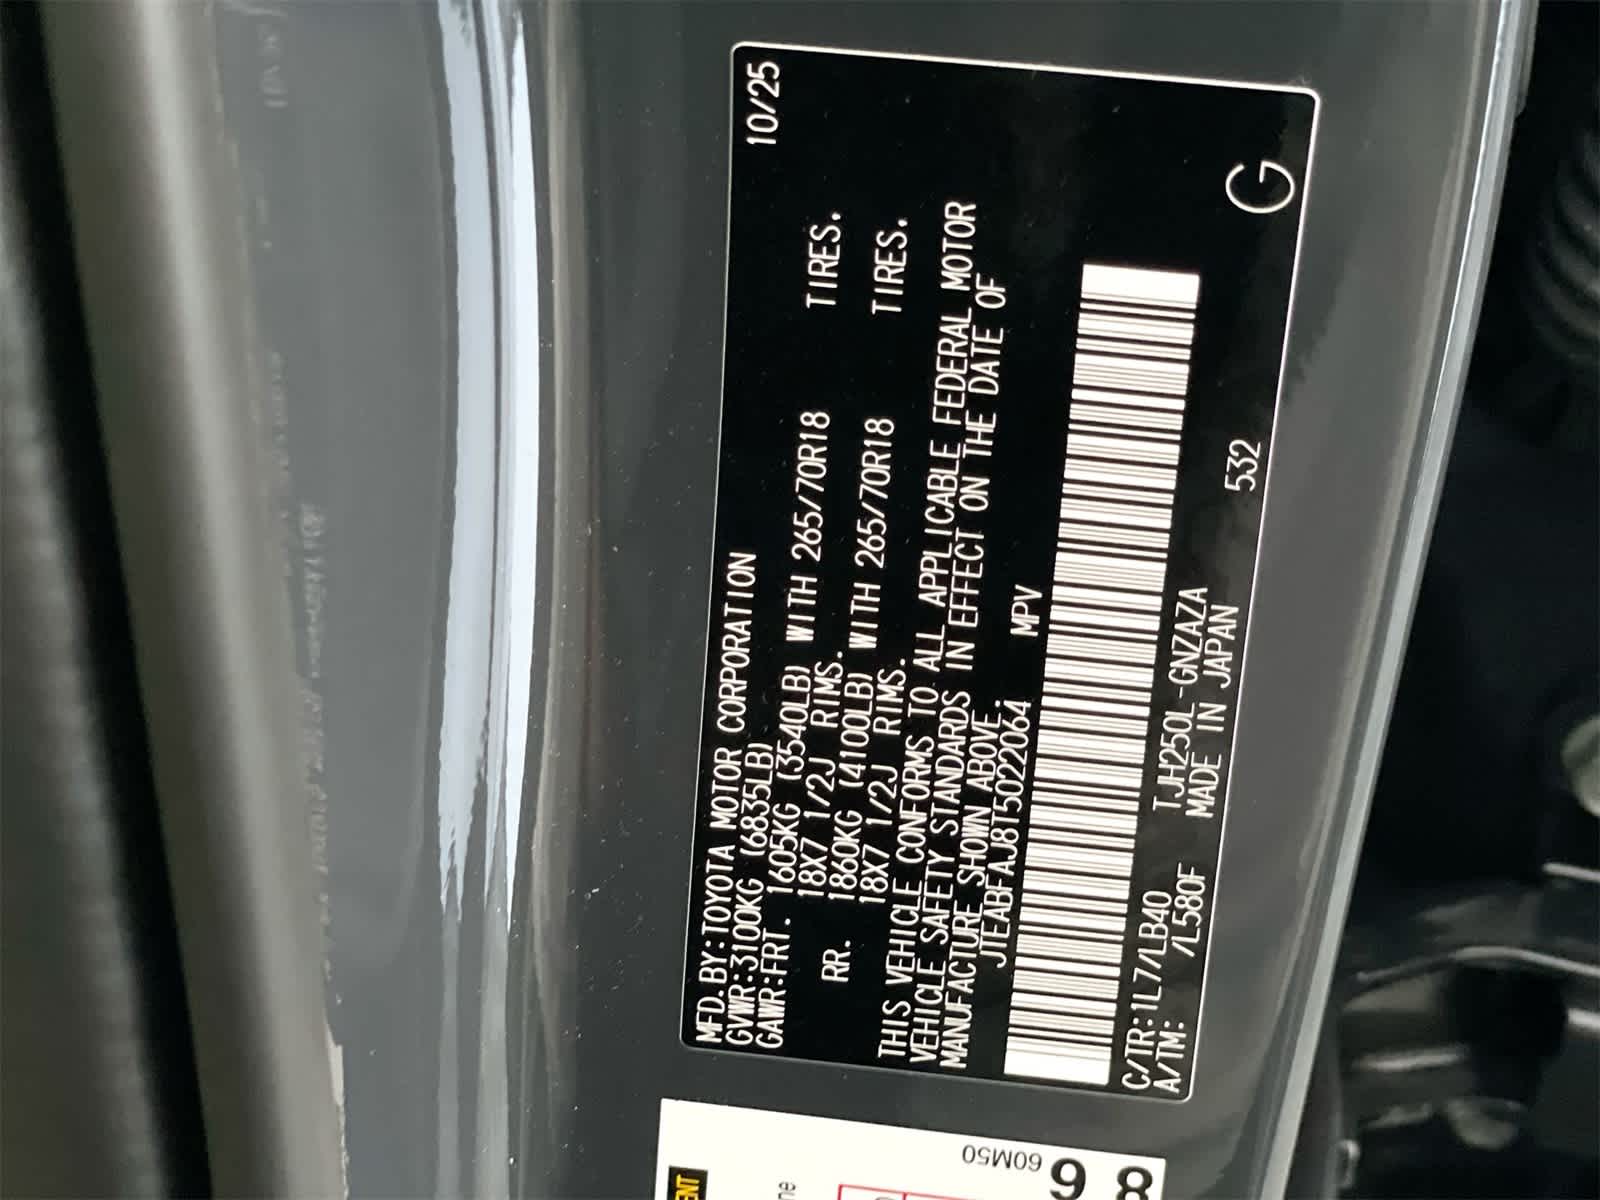 MFD.BY:TOYOTA MOTOR CORPORATION 10/25
GVWR:3100KG (6835LB)
GAWR:FRT. 1605KG (3540LB) WITH 265/70R18 TIRES.
18X7 1/2J RIMS.
RR. 1860KG (4100LB) WITH 265/70R18 TIRES.
18X7 1/2J RIMS.
THIS VEHICLE CONFORMS TO ALL APPLICABLE FEDERAL MOTOR
VEHICLE SAFETY STANDARDS IN EFFECT ON THE DATE OF
MANUFACTURE SHOWN ABOVE.
JTEABFAJ8T5022064 MPV
C/TR:1L7/LB40 TJH250L-GNZAZA 532 G
A/TM: /L580F MADE IN JAPAN
60M50